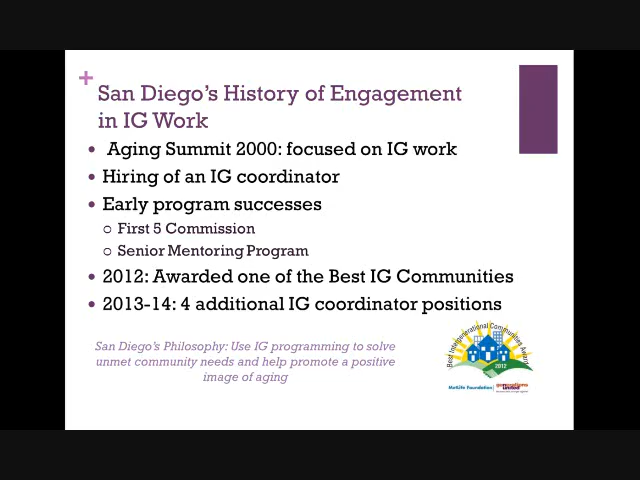 +
San Diego's History of Engagement
in IG Work
• Aging Summit 2000: focused on IG work
• Hiring of an IG coordinator
• Early program successes
○ First 5 Commission
○ Senior Mentoring Program
• 2012: Awarded one of the Best IG Communities
• 2013-14: 4 additional IG coordinator positions
San Diego's Philosophy: Use IG programming to solve
unmet community needs and help promote a positive
image of aging
Best Intergenerational Communities Award
2012
MetLife Foundation
generations
united